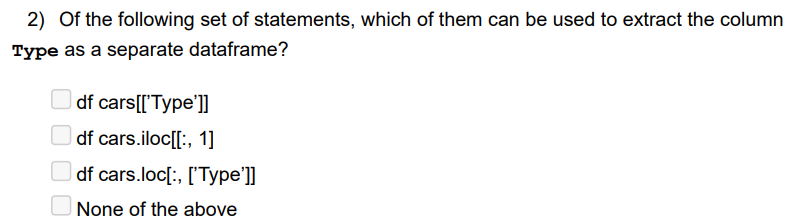 2) Of the following set of statements, which of them can be used to extract the column
Type as a separate dataframe?
df cars[['Type']]
df cars.iloc[[:, 1]
df cars.loc[:, ['Type']]
None of the above